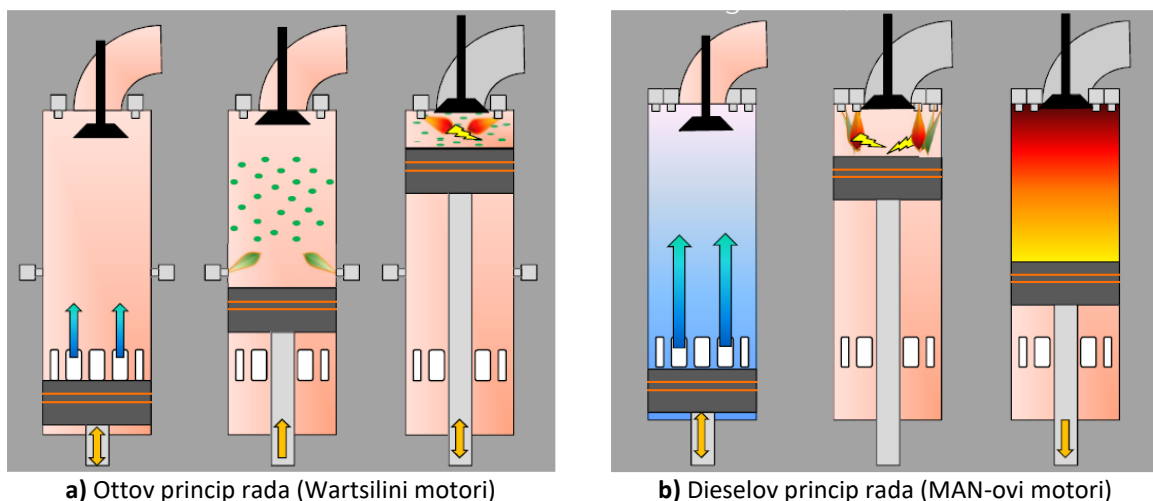 a) Ottov princip rada (Wartsilini motori)
b) Dieselov princip rada (MAN-ovi motori)